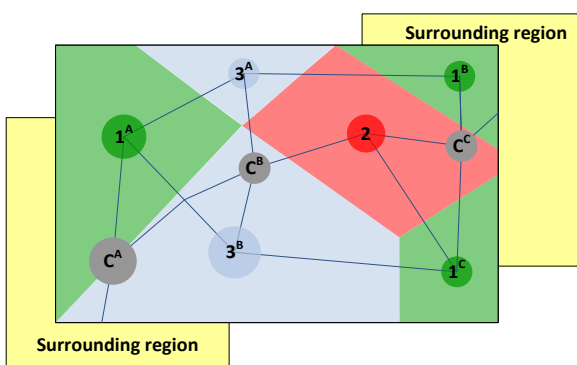 Surrounding region
3A
1B
1A
2
CC
CB
3B
CA
1C
Surrounding region